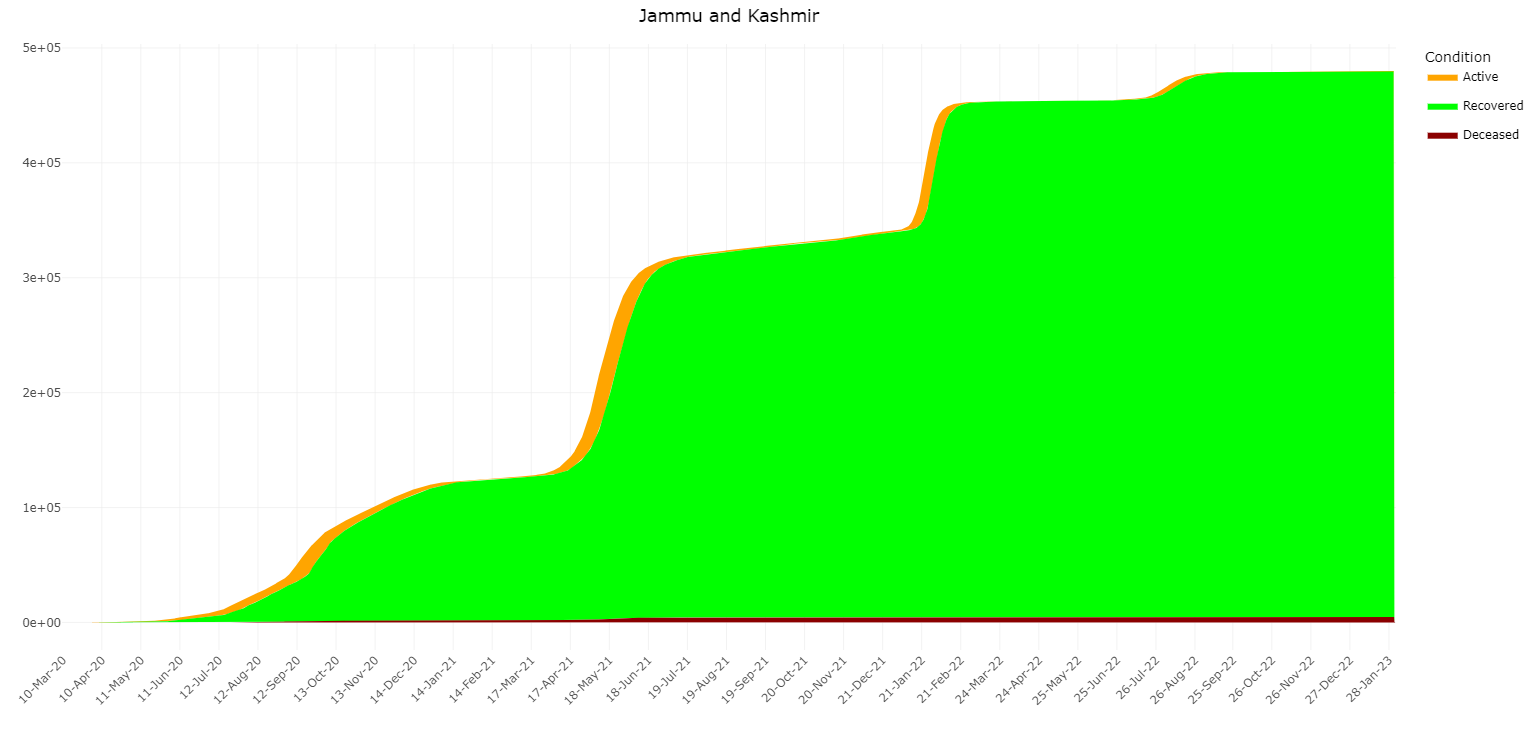 Jammu and Kashmir
5e+05
4e+05
3e+05
2e+05
1e+05
0e+00
10-Mar-20
10-Apr-20
11-May-20
11-Jun-20
12-Jul-20
12-Aug-20
12-Sep-20
13-Oct-20
13-Nov-20
14-Dec-20
14-Jan-21
14-Feb-21
17-Mar-21
17-Apr-21
18-May-21
18-Jun-21
19-Jul-21
19-Aug-21
19-Sep-21
20-Oct-21
20-Nov-21
21-Dec-21
21-Jan-22
21-Feb-22
24-Mar-22
24-Apr-22
25-May-22
25-Jun-22
26-Jul-22
26-Aug-22
25-Sep-22
26-Oct-22
26-Nov-22
27-Dec-22
28-Jan-23
Condition
Active
Recovered
Deceased